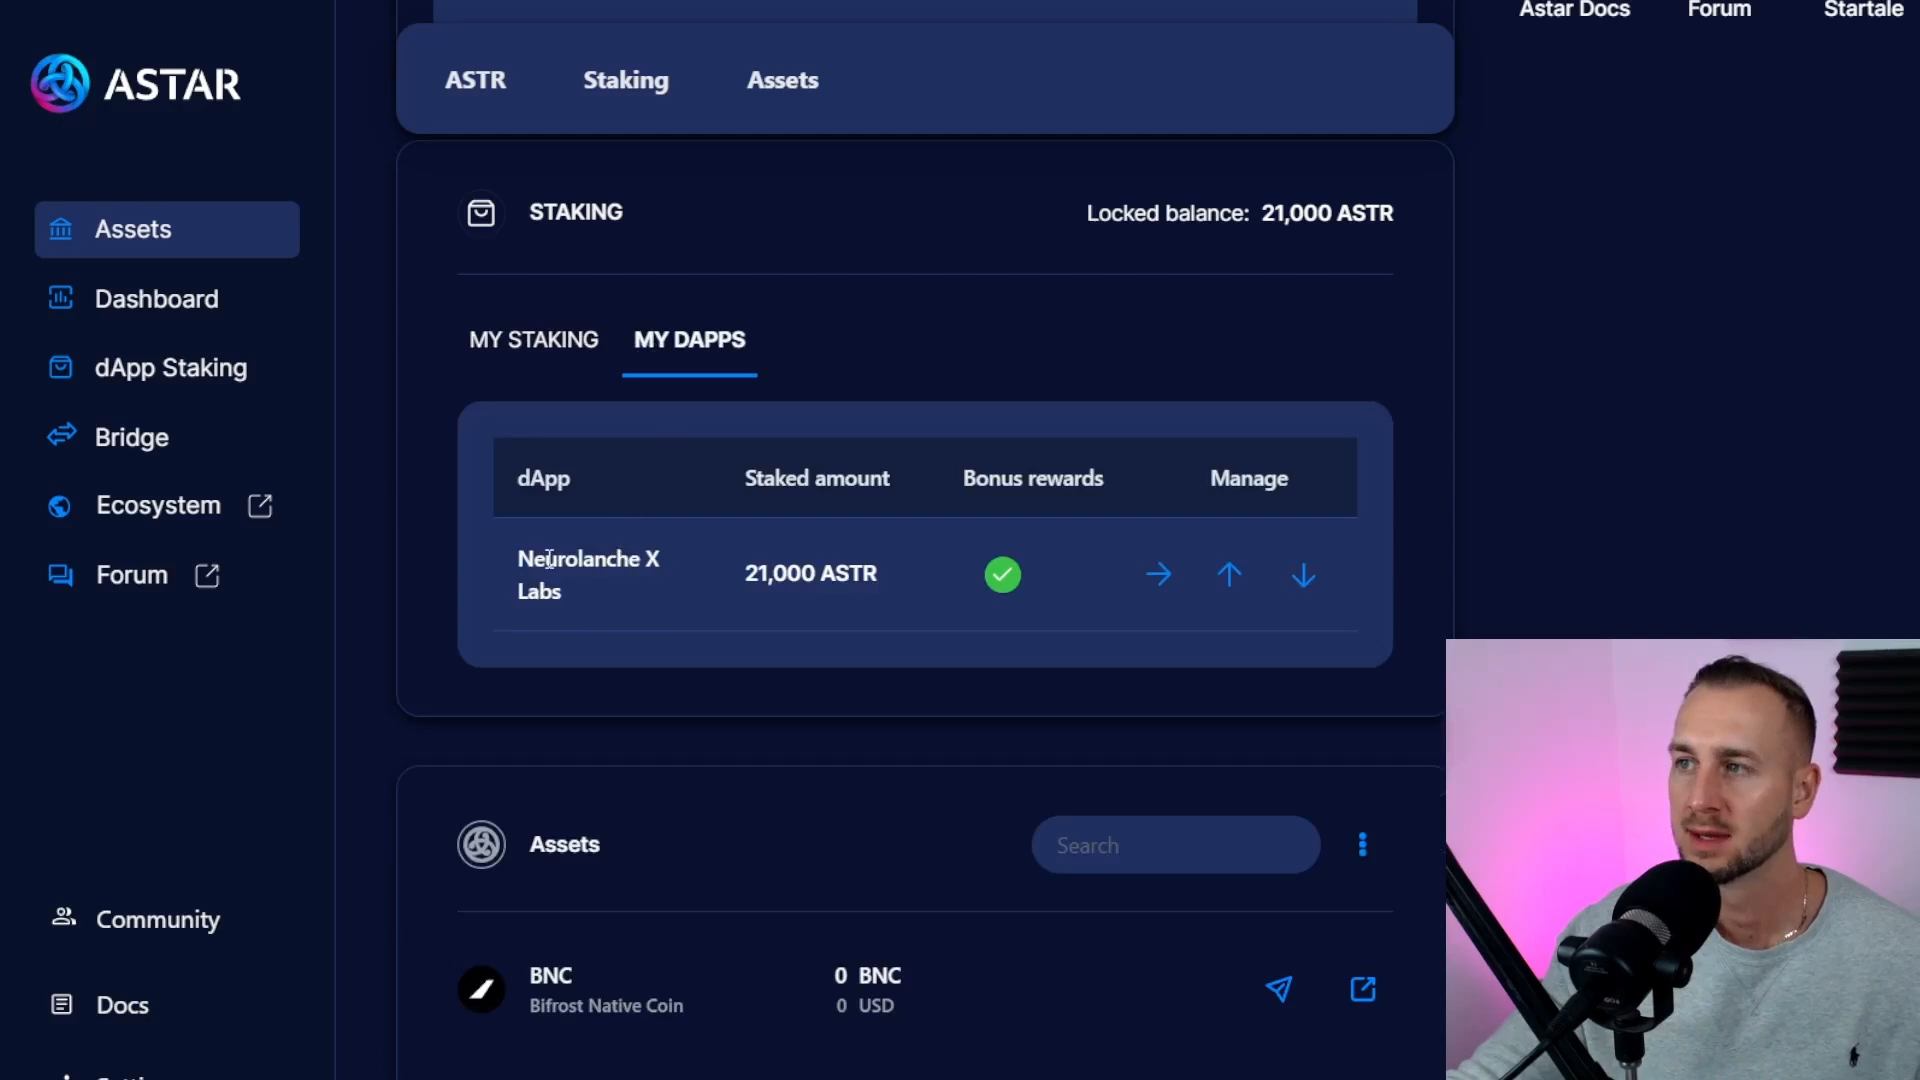 Astar Docs Forum Startale
ASTAR
ASTR Staking Assets
Assets
Dashboard
dApp Staking
Bridge
Ecosystem
Forum
Community
Docs
STAKING
Locked balance: 21,000 ASTR
MY STAKING MY DAPPS
dApp Staked amount Bonus rewards Manage
Neurolanche X
Labs
21,000 ASTR
Assets
Search
BNC
Bifrost Native Coin
0 BNC
0 USD